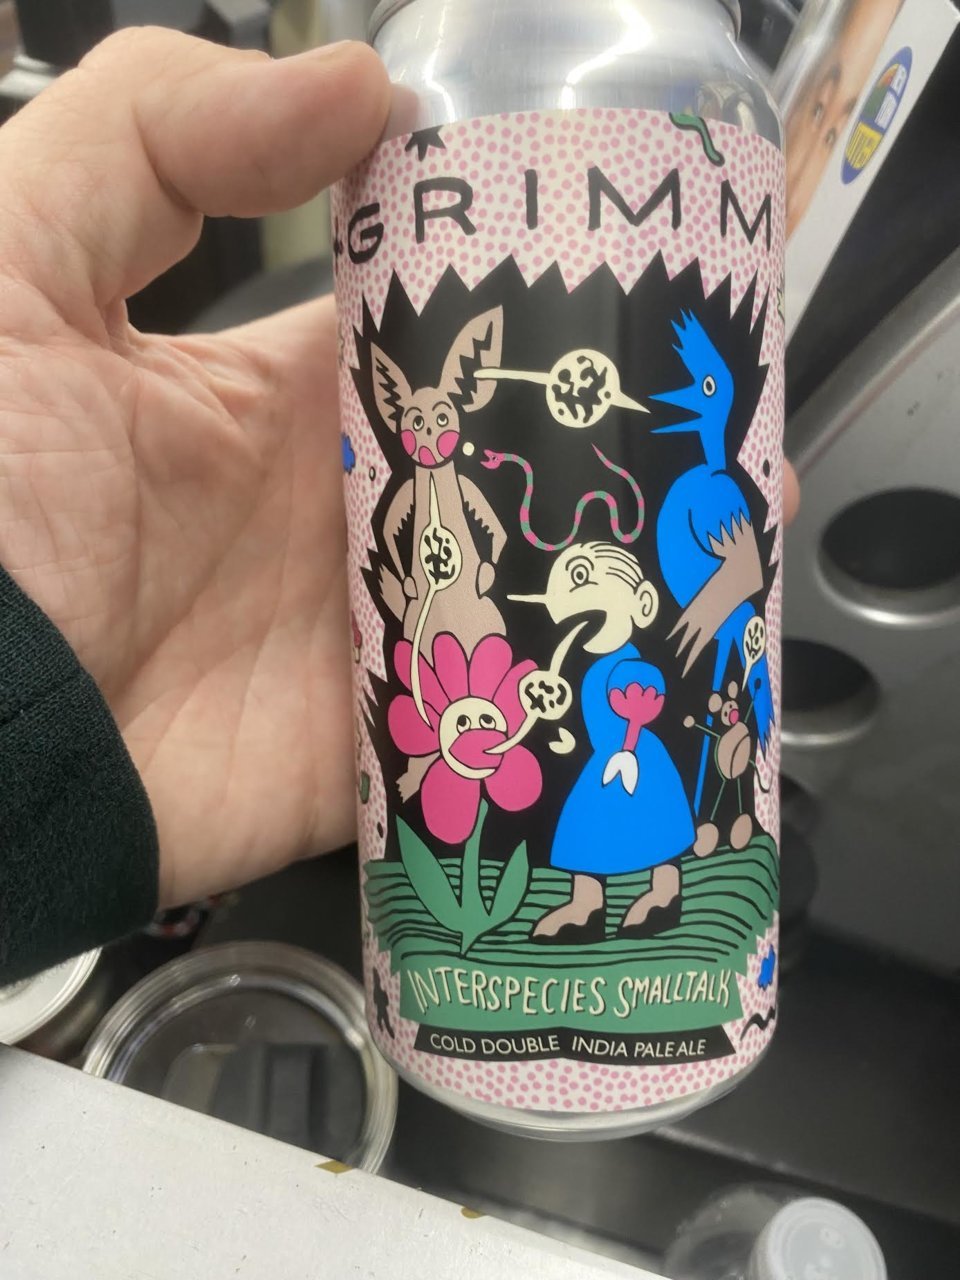 GRIMM
INTERSPECIES SMALLTALK
COLD DOUBLE INDIA PALE ALE